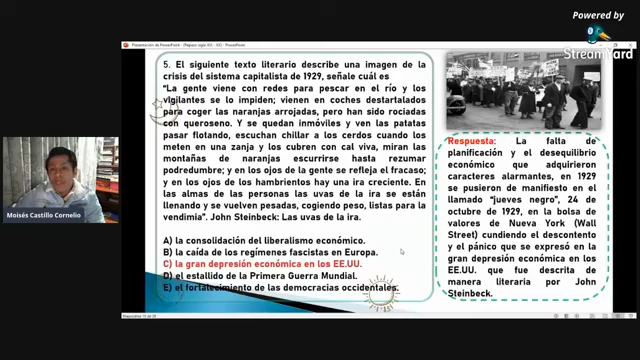 Powered by
StreamYard
Presentación de PowerPoint - [Repaso siglo XIX - XX] - PowerPoint
5. El siguiente texto literario describe una imagen de la
crisis del sistema capitalista de 1929, señale cuál es
“La gente viene con redes para pescar en el río y los
vigilantes se lo impiden; vienen en coches destartalados
para coger las naranjas arrojadas, pero han sido rociadas
con queroseno. Y se quedan inmóviles y ven las patatas
pasar flotando, escuchan chillar a los cerdos cuando los
meten en una zanja y los cubren con cal viva, miran las
montañas de naranjas escurrirse hasta rezumar
podredumbre; y en los ojos de la gente se refleja el fracaso;
y en los ojos de los hambrientos hay una ira creciente. En
las almas de las personas las uvas de la ira se están
llenando y se vuelven pesadas, cogiendo peso, listas para la
vendimia”. John Steinbeck: Las uvas de la ira.
A) la consolidación del liberalismo económico.
B) la caída de los regímenes fascistas en Europa.
C) la gran depresión económica en los EE.UU.
D) el estallido de la Primera Guerra Mundial.
E) el fortalecimiento de las democracias occidentales.
Respuesta: La falta de
planificación y el desequilibrio
económico que adquirieron
caracteres alarmantes, en 1929
se pusieron de manifiesto en el
llamado “jueves negro”, 24 de
octubre de 1929, en la bolsa de
valores de Nueva York (Wall
Street) cundiendo el descontento
y el pánico que se expresó en la
gran depresión económica en los
EE.UU. que fue descrita de
manera literaria por John
Steinbeck.
Moisés Castillo Cornelio